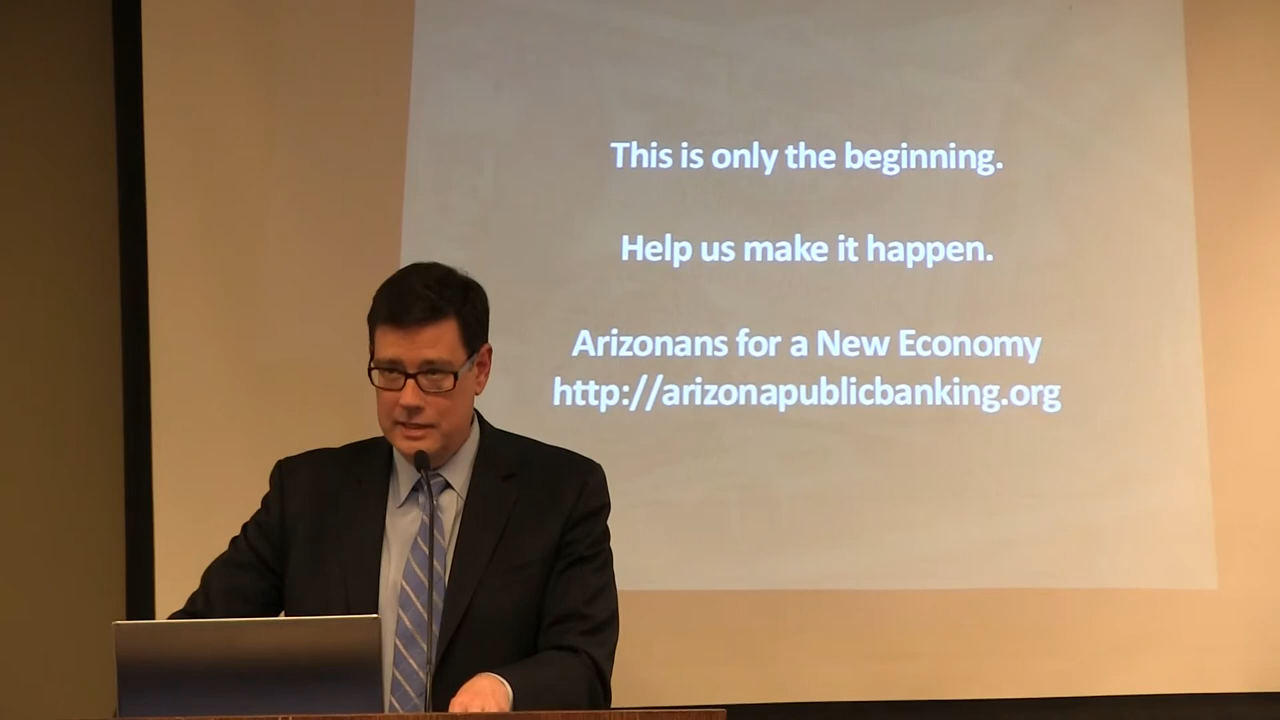 This is only the beginning.
Help us make it happen.
Arizonans for a New Economy
http://arizonapublicbanking.org